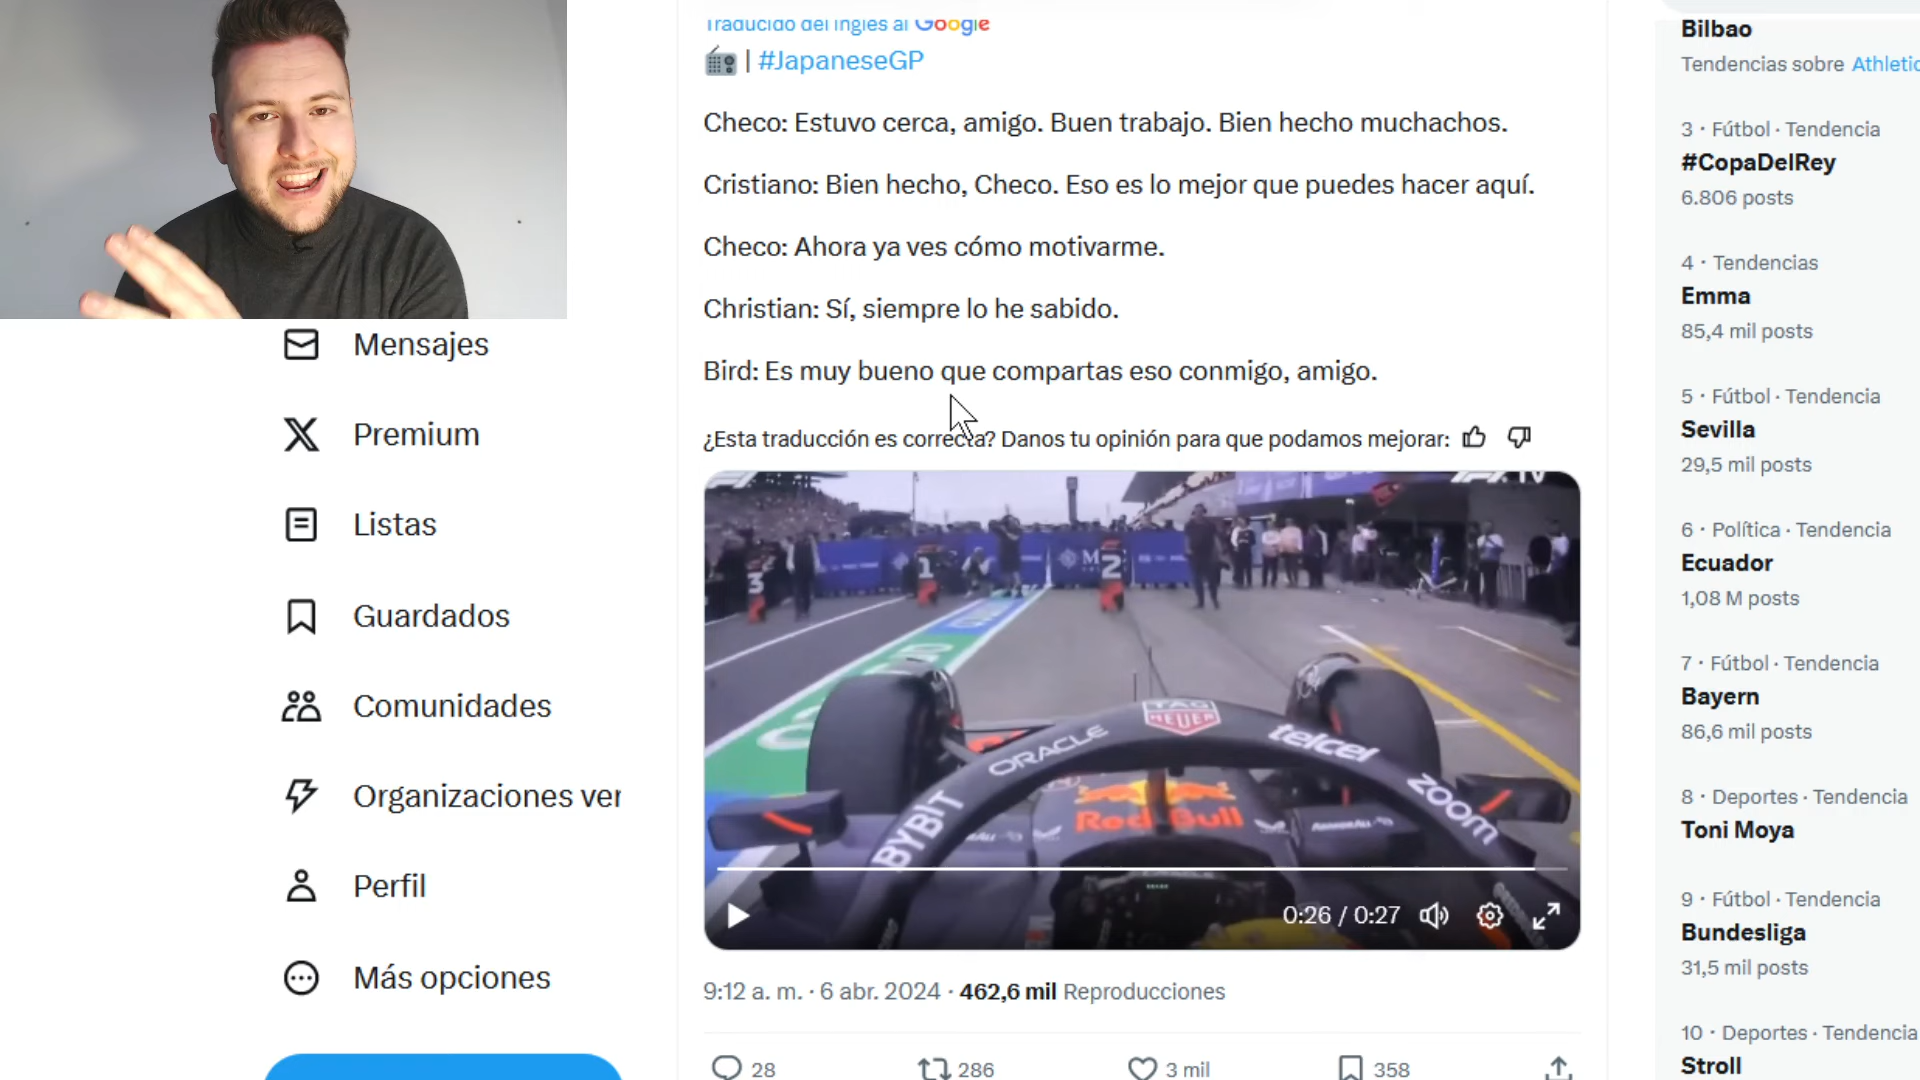 Traducido del inglés al Google
| #JapaneseGP
Checo: Estuvo cerca, amigo. Buen trabajo. Bien hecho muchachos.
Cristiano: Bien hecho, Checo. Eso es lo mejor que puedes hacer aquí.
Checo: Ahora ya ves cómo motivarme.
Christian: Sí, siempre lo he sabido.
Bird: Es muy bueno que compartas eso conmigo, amigo.
¿Esta traducción es correcta? Danos tu opinión para que podamos mejorar:
3
1
2
TAG
HEUER
ORACLE
telcel
BYBIT
zoom
Red Bull
0:26 / 0:27
9:12 a. m. · 6 abr. 2024 · 462,6 mil Reproducciones
28
286
3 mil
358
Mensajes
Premium
Listas
Guardados
Comunidades
Organizaciones ver
Perfil
Más opciones
Bilbao
Tendencias sobre Athletic
3 · Fútbol · Tendencia
#CopaDelRey
6.806 posts
4 · Tendencias
Emma
85,4 mil posts
5 · Fútbol · Tendencia
Sevilla
29,5 mil posts
6 · Política · Tendencia
Ecuador
1,08 M posts
7 · Fútbol · Tendencia
Bayern
86,6 mil posts
8 · Deportes · Tendencia
Toni Moya
9 · Fútbol · Tendencia
Bundesliga
31,5 mil posts
10 · Deportes · Tendencia
Stroll